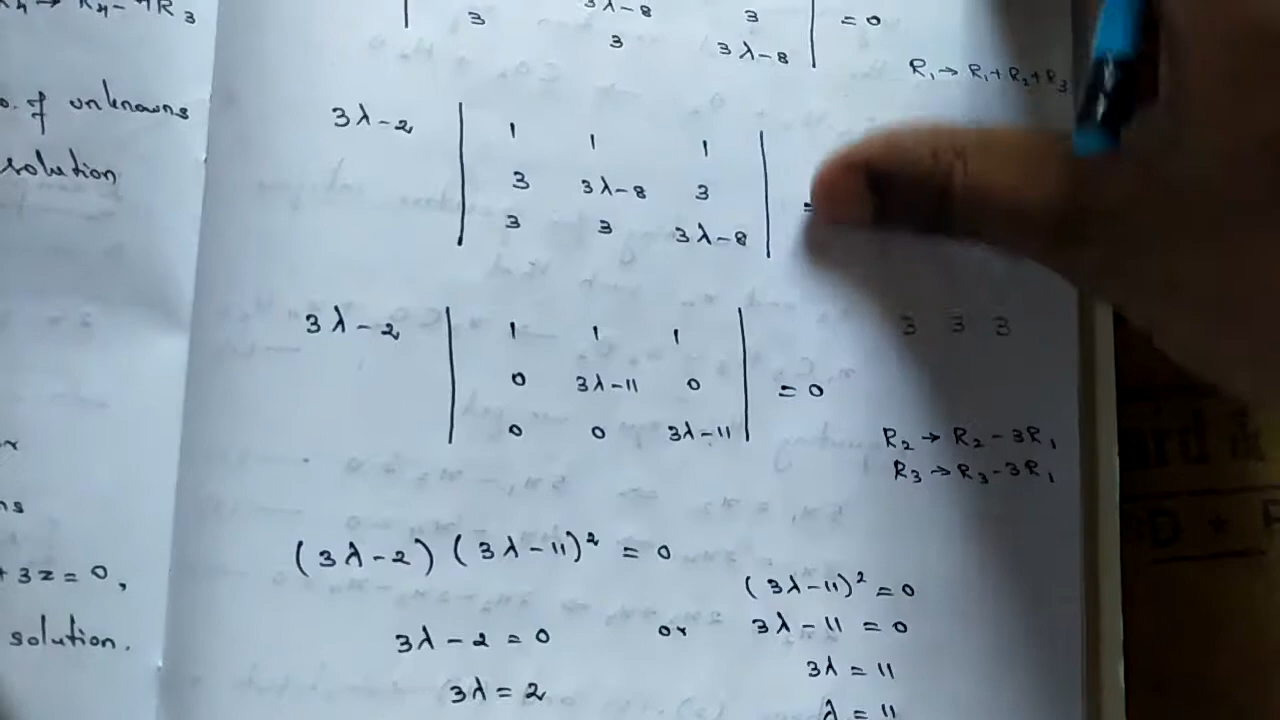 R₃
o. of unknowns
solution
ns
+ 3z = 0,
solution.
3λ-8
3 3 = 0
3 3λ-8
R₁ → R₁ + R₂ + R₃
3λ-2 | 1 1 1 |
| 3 3λ-8 3 | =
| 3 3 3λ-8 |
3λ-2 | 1 1 1 | 3 3 3
| 0 3λ-11 0 | = 0
| 0 0 3λ-11 |
R₂ → R₂ - 3R₁
R₃ → R₃ - 3R₁
(3λ-2) (3λ-11)² = 0
(3λ-11)² = 0
3λ-2 = 0 or 3λ-11 = 0
3λ = 11
3λ = 2
λ = 11